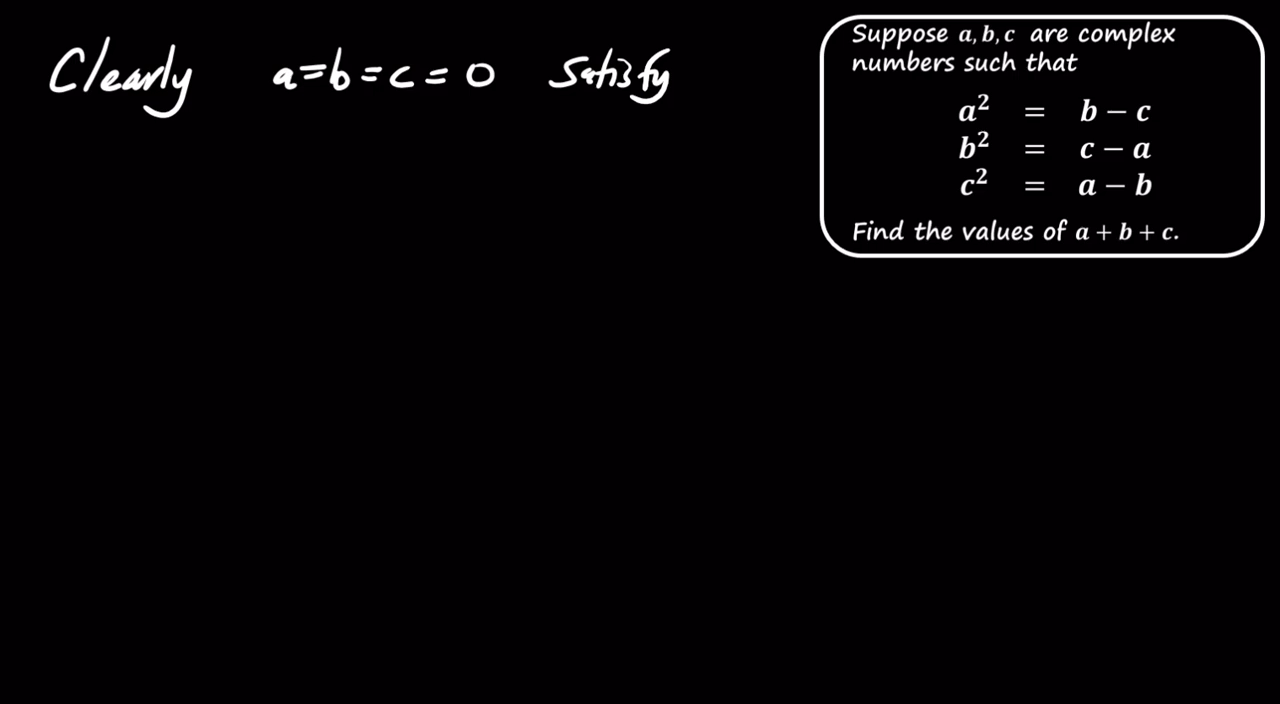 Clearly a=b=c=0 satisfy
Suppose a, b, c are complex
numbers such that
a² = b − c
b² = c − a
c² = a − b
Find the values of a + b + c.